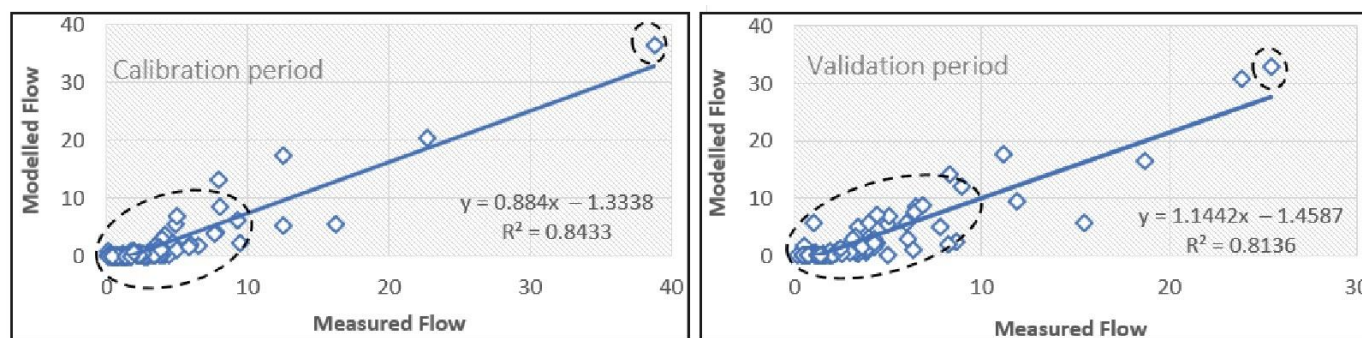 Calibration period
Modelled Flow
40
30
20
10
0
y = 0.884x − 1.3338
R² = 0.8433
0 10 20 30 40
Measured Flow
Validation period
Modelled Flow
40
30
20
10
0
y = 1.1442x − 1.4587
R² = 0.8136
0 10 20 30
Measured Flow